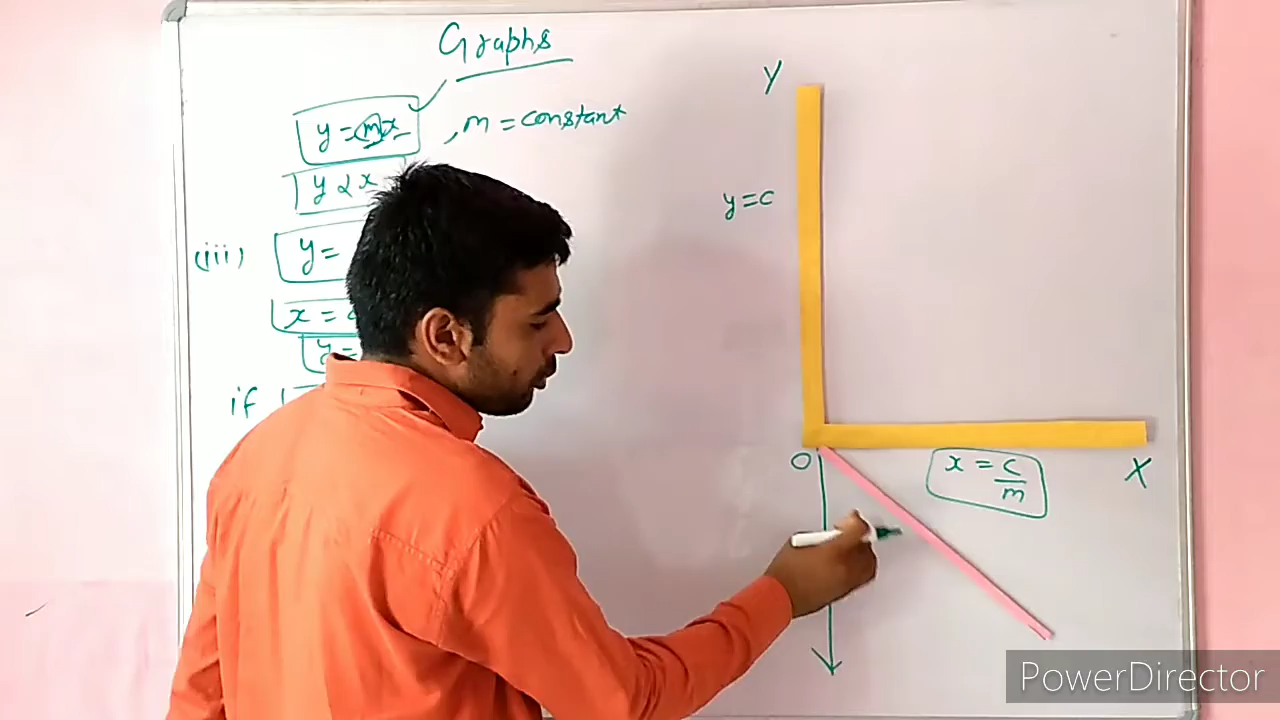 Graphs
y = mx , m = constant
y α x
(iii) y =
x =
y =
if
Y
y = c
O
x = c/m
X
PowerDirector